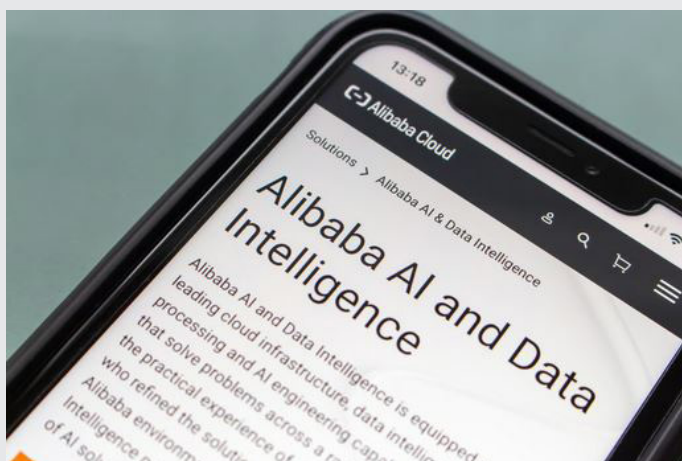 13:18
Alibaba Cloud
Solutions > Alibaba AI & Data Intelligence
Alibaba AI and Data
Intelligence
Alibaba AI and Data Intelligence is equipped
leading cloud infrastructure, data intellig
processing and AI engineering capa
that solve problems across a ra
the practical experience of
who refined the solution
Alibaba environm
Intelligence
of AI sol